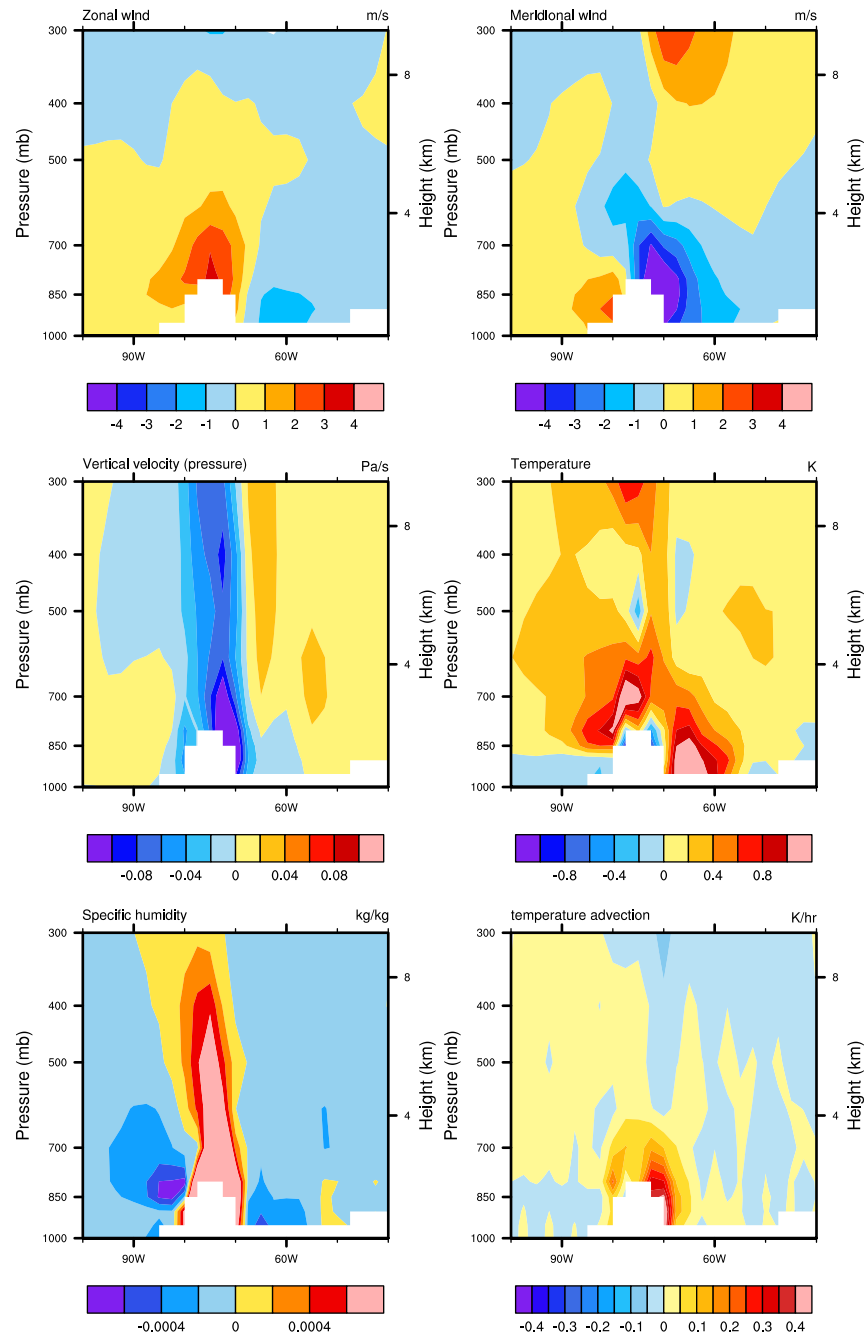 Zonal wind m/s
300
400
500
700
850
1000
Pressure (mb)
8
4
Height (km)
90W 60W
-4 -3 -2 -1 0 1 2 3 4
Meridional wind m/s
300
400
500
700
850
1000
Pressure (mb)
8
4
Height (km)
90W 60W
-4 -3 -2 -1 0 1 2 3 4
Vertical velocity (pressure) Pa/s
300
400
500
700
850
1000
Pressure (mb)
8
4
Height (km)
90W 60W
-0.08 -0.04 0 0.04 0.08
Temperature K
300
400
500
700
850
1000
Pressure (mb)
8
4
Height (km)
90W 60W
-0.8 -0.4 0 0.4 0.8
Specific humidity kg/kg
300
400
500
700
850
1000
Pressure (mb)
8
4
Height (km)
90W 60W
-0.0004 0 0.0004
temperature advection K/hr
300
400
500
700
850
1000
Pressure (mb)
8
4
Height (km)
90W 60W
-0.4 -0.3 -0.2 -0.1 0 0.1 0.2 0.3 0.4